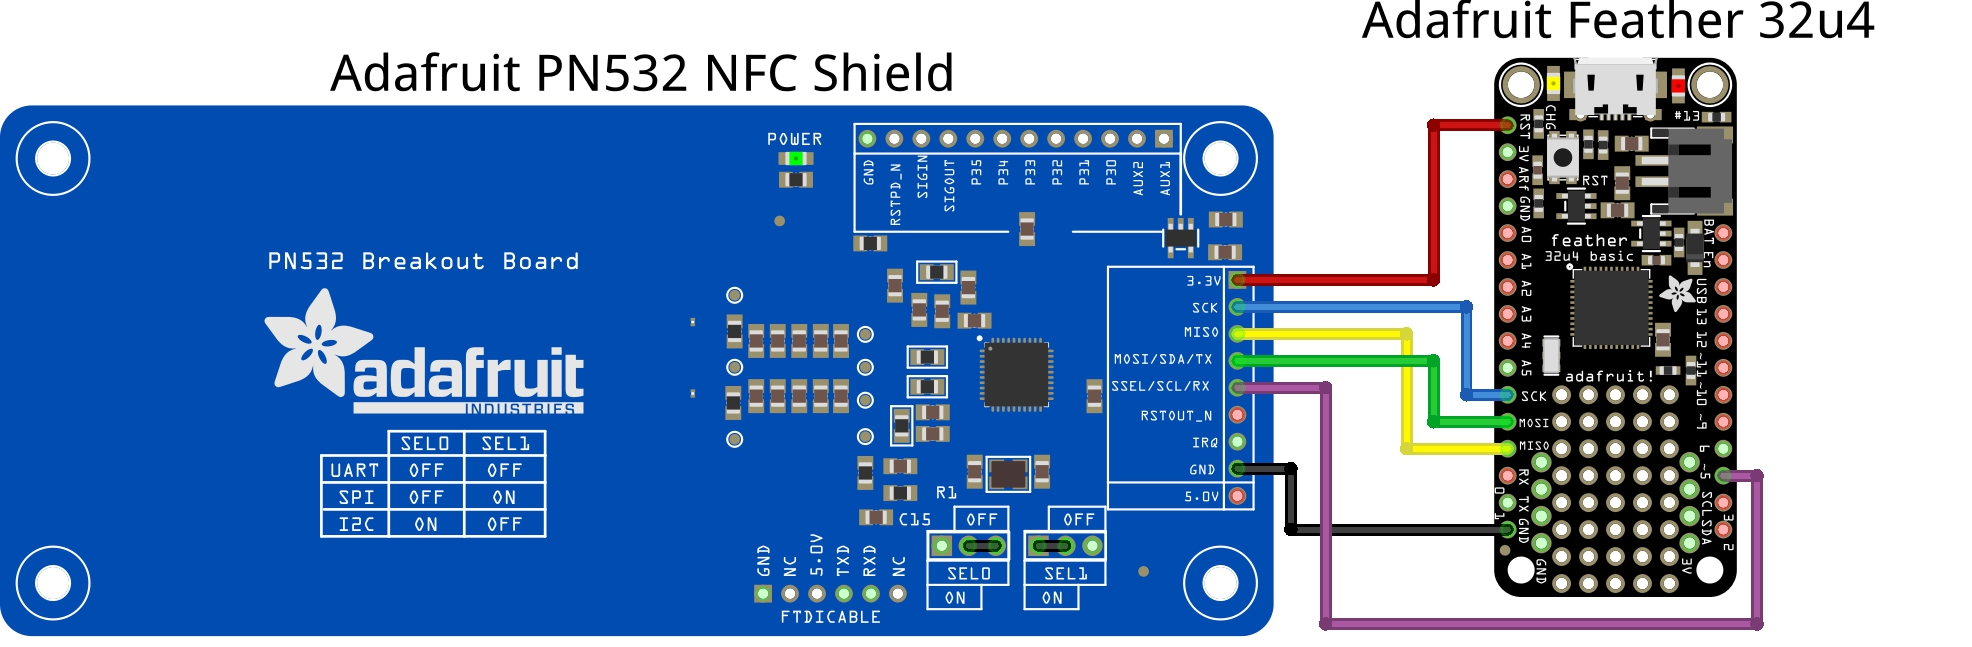 Adafruit PN532 NFC Shield
Adafruit Feather 32u4
POWER
GND
RSTPD_N
SIGIN
SIGOUT
P35
P34
P33
P32
P31
P30
AUX2
AUX1
PN532 Breakout Board
adafruit
INDUSTRIES
SEL0 SEL1
UART OFF OFF
SPI OFF ON
I2C ON OFF
3.3V
SCK
MISO
MOSI/SDA/TX
SSEL/SCL/RX
RSTOUT_N
IRQ
GND
5.0V
R1
C15
OFF
SEL0
ON
OFF
SEL1
ON
GND
NC
5.0V
TXD
RXD
NC
FTDICABLE
CHG
#13
RST
feather
32u4 basic
adafruit!
RST
3V
ARf
GND
A0
A1
A2
A3
A4
A5
SCK
MOSI
MISO
RX
0
TX
1
GND
GND
BAT
En
USB
13
12
~11
~10
~9
6
~5
SCL
3
SDA
2
3V